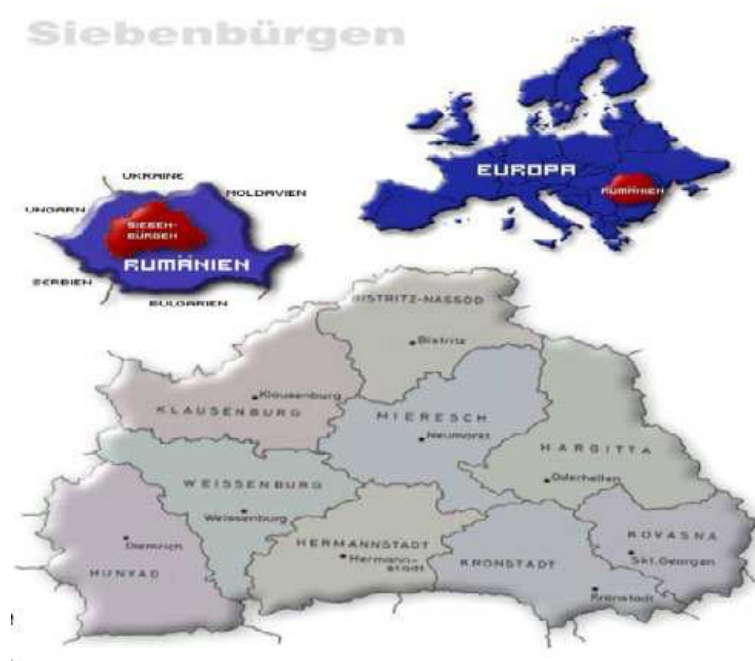 Siebenbürgen
EUROPA
RUMÄNIEN
UKRAINE
MOLDAVIEN
UNGARN
SIEBEN-
BÜRGEN
RUMÄNIEN
SERBIEN
BULGARIEN
BISTRITZ-NASSOD
Bistritz
Klausenburg
KLAUSENBURG
MIERESCH
Neumarkt
HARGITTA
Oderhellen
WEISSENBURG
Weissenburg
HERMANNSTADT
Hermann-
stadt
KRONSTADT
Kronstadt
KOVASNA
Skt.Georgen
Diemrich
HUNYAD